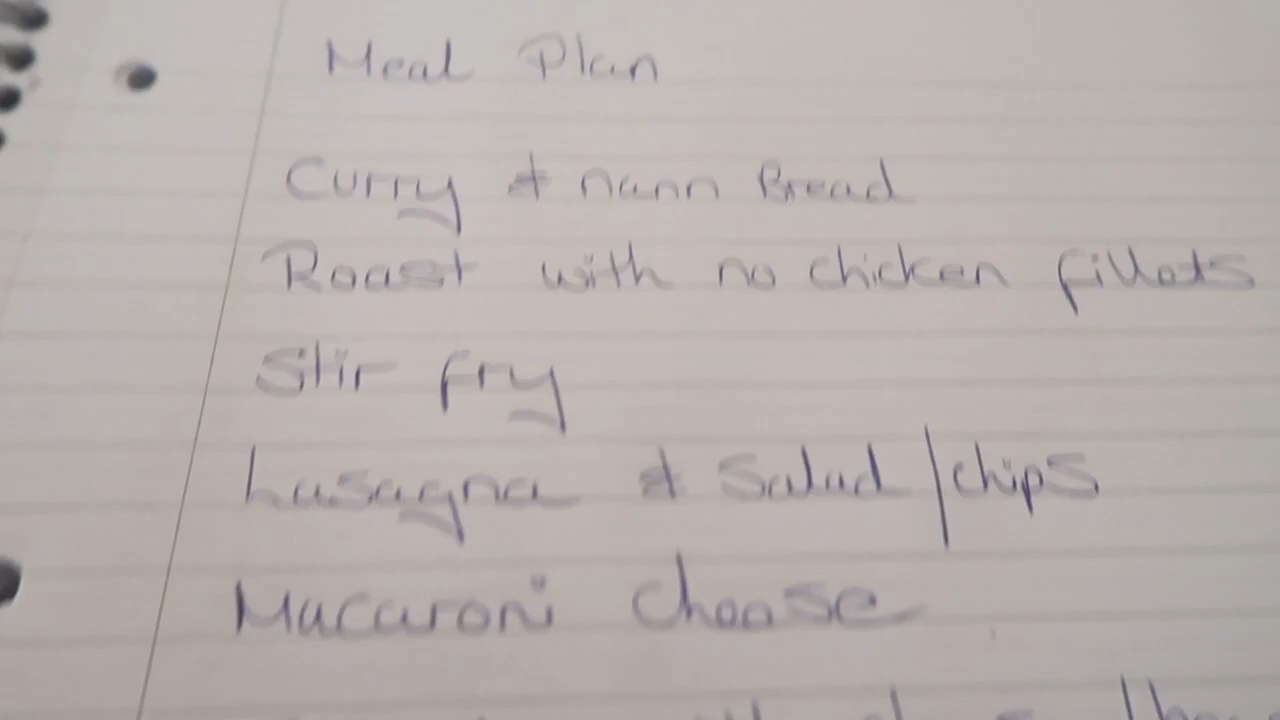 Meal Plan
Curry & nann Bread
Roast with no chicken fillets
Stir fry
Lasagna & Salad/chips
Macaroni cheese